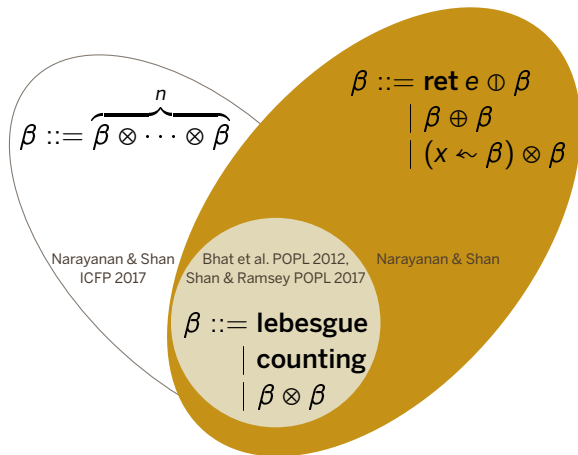 n
β ::= β ⊗ ··· ⊗ β
β ::= ret e ⦶ β
| β ⊕ β
| (x ⇜ β) ⊗ β
Narayanan & Shan
ICFP 2017
Bhat et al. POPL 2012,
Shan & Ramsey POPL 2017
Narayanan & Shan
β ::= lebesgue
| counting
| β ⊗ β